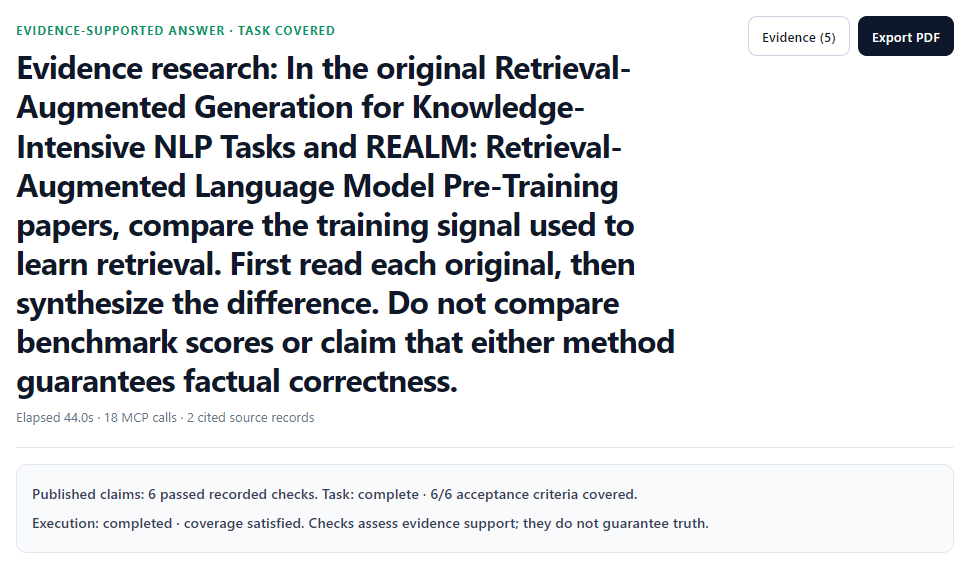 EVIDENCE-SUPPORTED ANSWER · TASK COVERED
Evidence (5)
Export PDF
Evidence research: In the original Retrieval-
Augmented Generation for Knowledge-
Intensive NLP Tasks and REALM: Retrieval-
Augmented Language Model Pre-Training
papers, compare the training signal used to
learn retrieval. First read each original, then
synthesize the difference. Do not compare
benchmark scores or claim that either method
guarantees factual correctness.
Elapsed 44.0s · 18 MCP calls · 2 cited source records
Published claims: 6 passed recorded checks. Task: complete · 6/6 acceptance criteria covered.
Execution: completed · coverage satisfied. Checks assess evidence support; they do not guarantee truth.